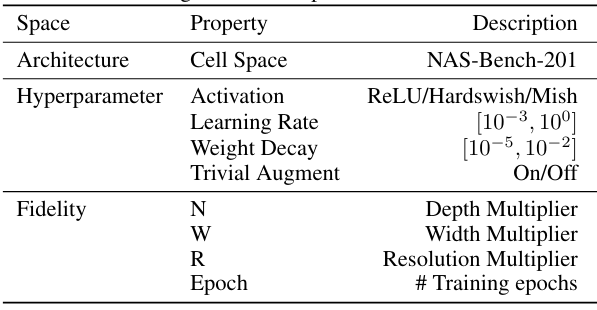 Space Property Description
Architecture Cell Space NAS-Bench-201
Hyperparameter Activation ReLU/Hardswish/Mish
Learning Rate [10⁻³, 10⁰]
Weight Decay [10⁻⁵, 10⁻²]
Trivial Augment On/Off
Fidelity N Depth Multiplier
W Width Multiplier
R Resolution Multiplier
Epoch # Training epochs